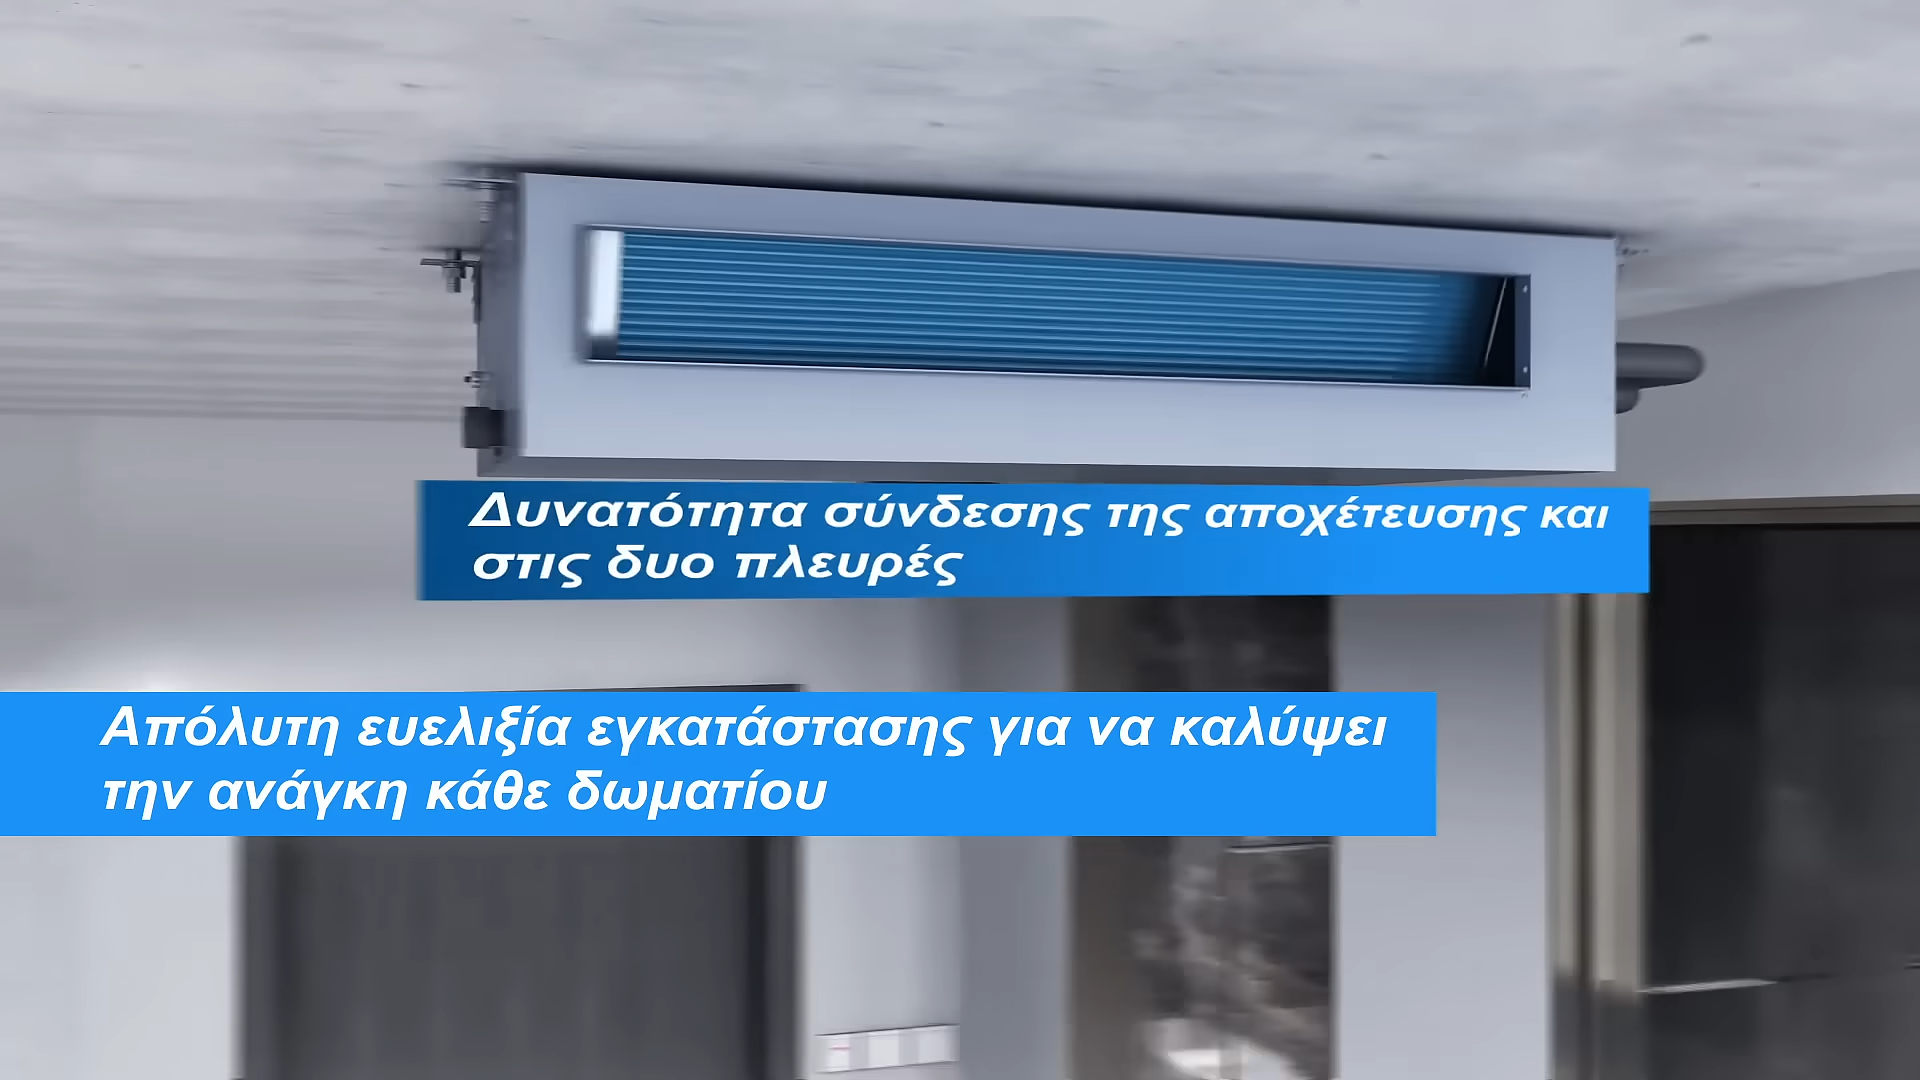 Δυνατότητα σύνδεσης της αποχέτευσης και
στις δυο πλευρές
Απόλυτη ευελιξία εγκατάστασης για να καλύψει
την ανάγκη κάθε δωματίου